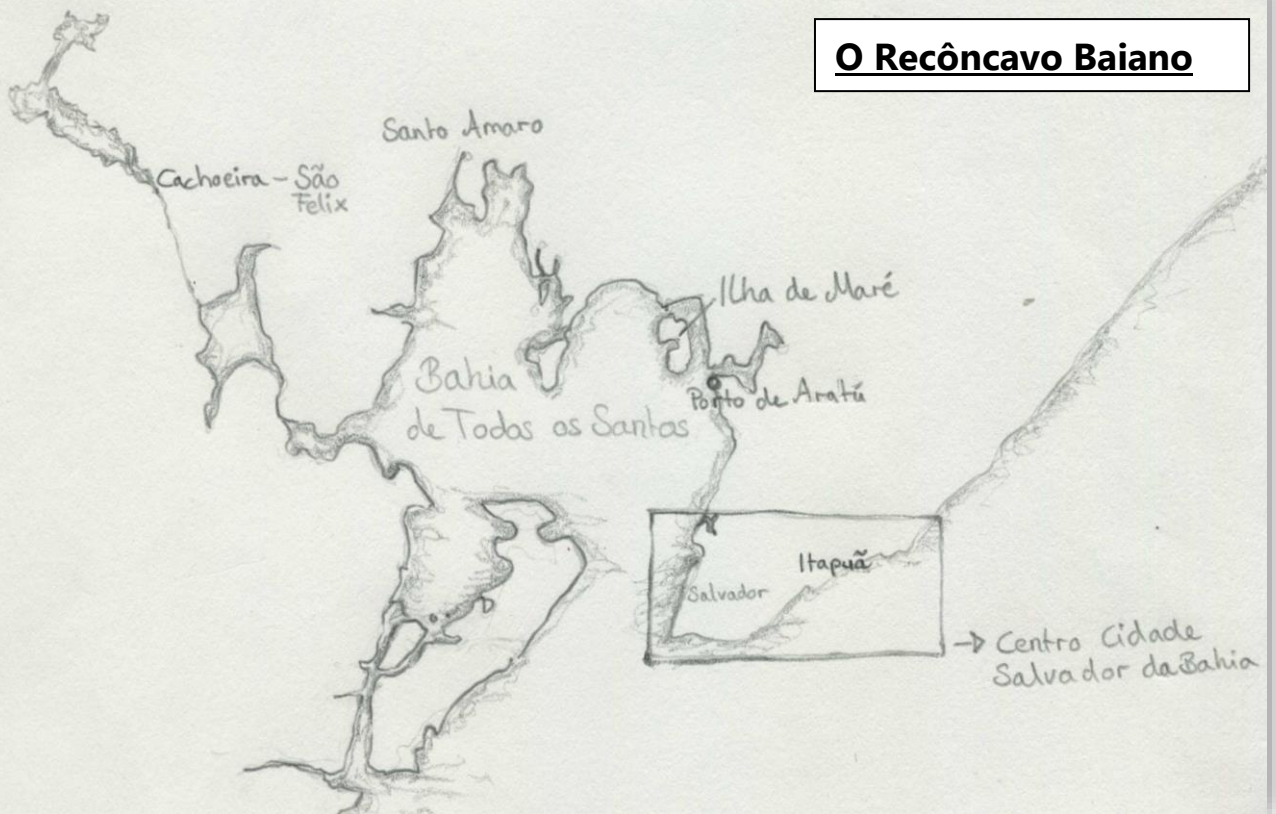 O Recôncavo Baiano
Santo Amaro
Cachoeira - São
Felix
Ilha de Maré
Bahia
de Todos os Santos
Porto de Aratú
Itapuã
Salvador
Centro Cidade
Salvador da Bahia